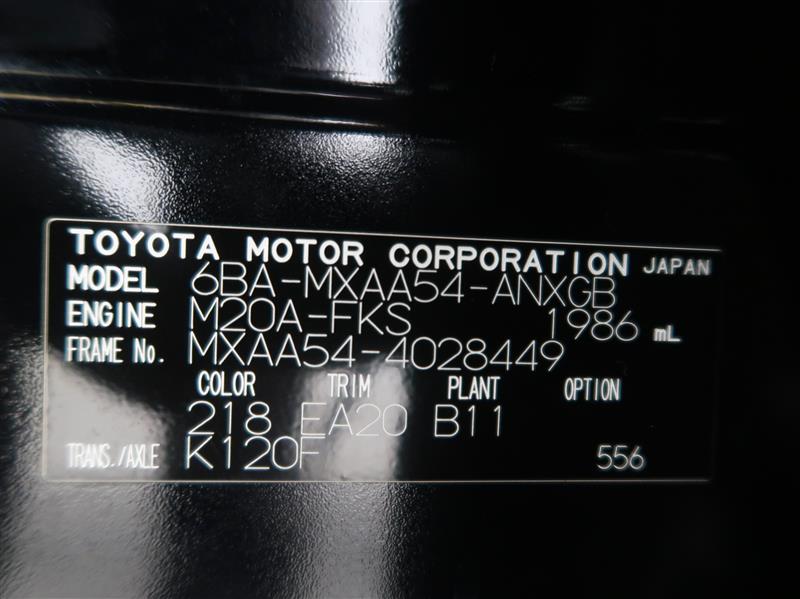 TOYOTA MOTOR CORPORATION JAPAN
MODEL 6BA-MXAA54-ANXGB
ENGINE M20A-FKS 1986 mL
FRAME No. MXAA54-4028449
COLOR TRIM PLANT OPTION
218 EA20 B11
TRANS./AXLE K120F 556